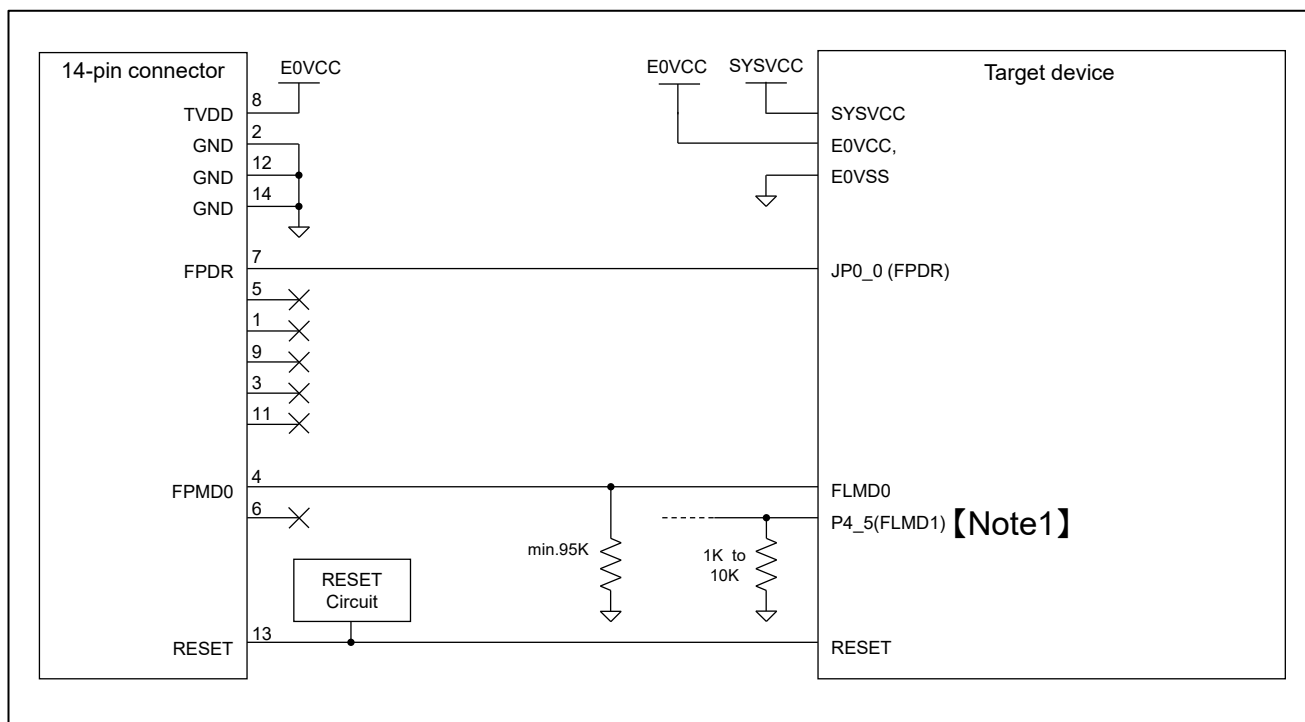 14-pin connector
E0VCC
E0VCC
SYSVCC
Target device
TVDD
8
SYSVCC
GND
2
E0VCC,
GND
12
E0VSS
GND
14
FPDR
7
JP0_0 (FPDR)
5
1
9
3
11
FPMD0
4
FLMD0
6
P4_5(FLMD1)【Note1】
min.95K
1K to
10K
RESET
Circuit
RESET
13
RESET